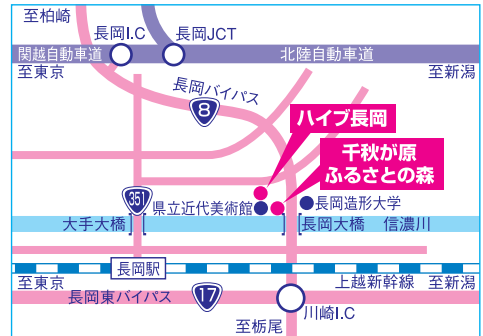 至柏崎
長岡I.C
長岡JCT
関越自動車道
北陸自動車道
至東京
至新潟
長岡バイパス
8
ハイブ長岡
千秋が原
ふるさとの森
351
県立近代美術館
長岡造形大学
大手大橋
長岡大橋
信濃川
長岡駅
上越新幹線
至東京
至新潟
長岡東バイパス
17
川崎I.C
至栃尾